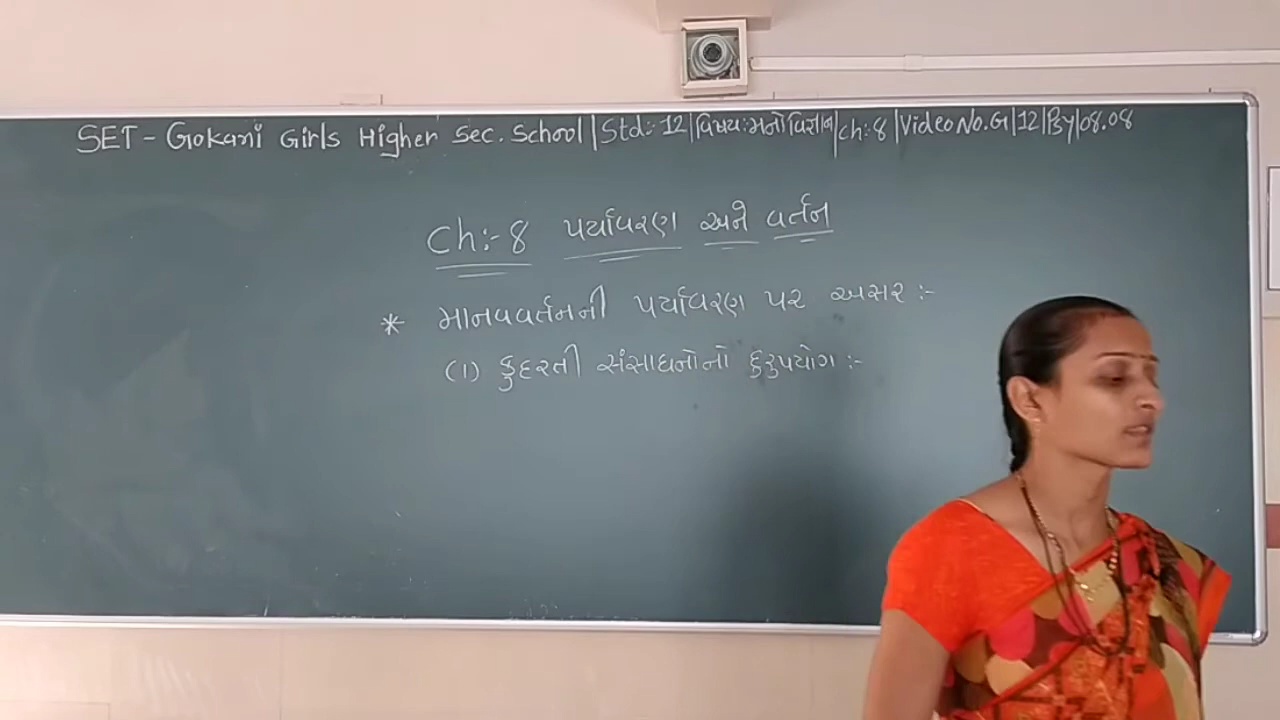 SET - Gokani Girls Higher Sec. School | Std:- 12 | વિષય: મનોવિજ્ઞાન | ch: 8 | Video No. G | 12 | Psy | 08.08
Ch:- 8 પર્યાવરણ અને વર્તન
* માનવવર્તનની પર્યાવરણ પર અસર :-
(1) કુદરતી સંસાધનોનો દુરુપયોગ :-